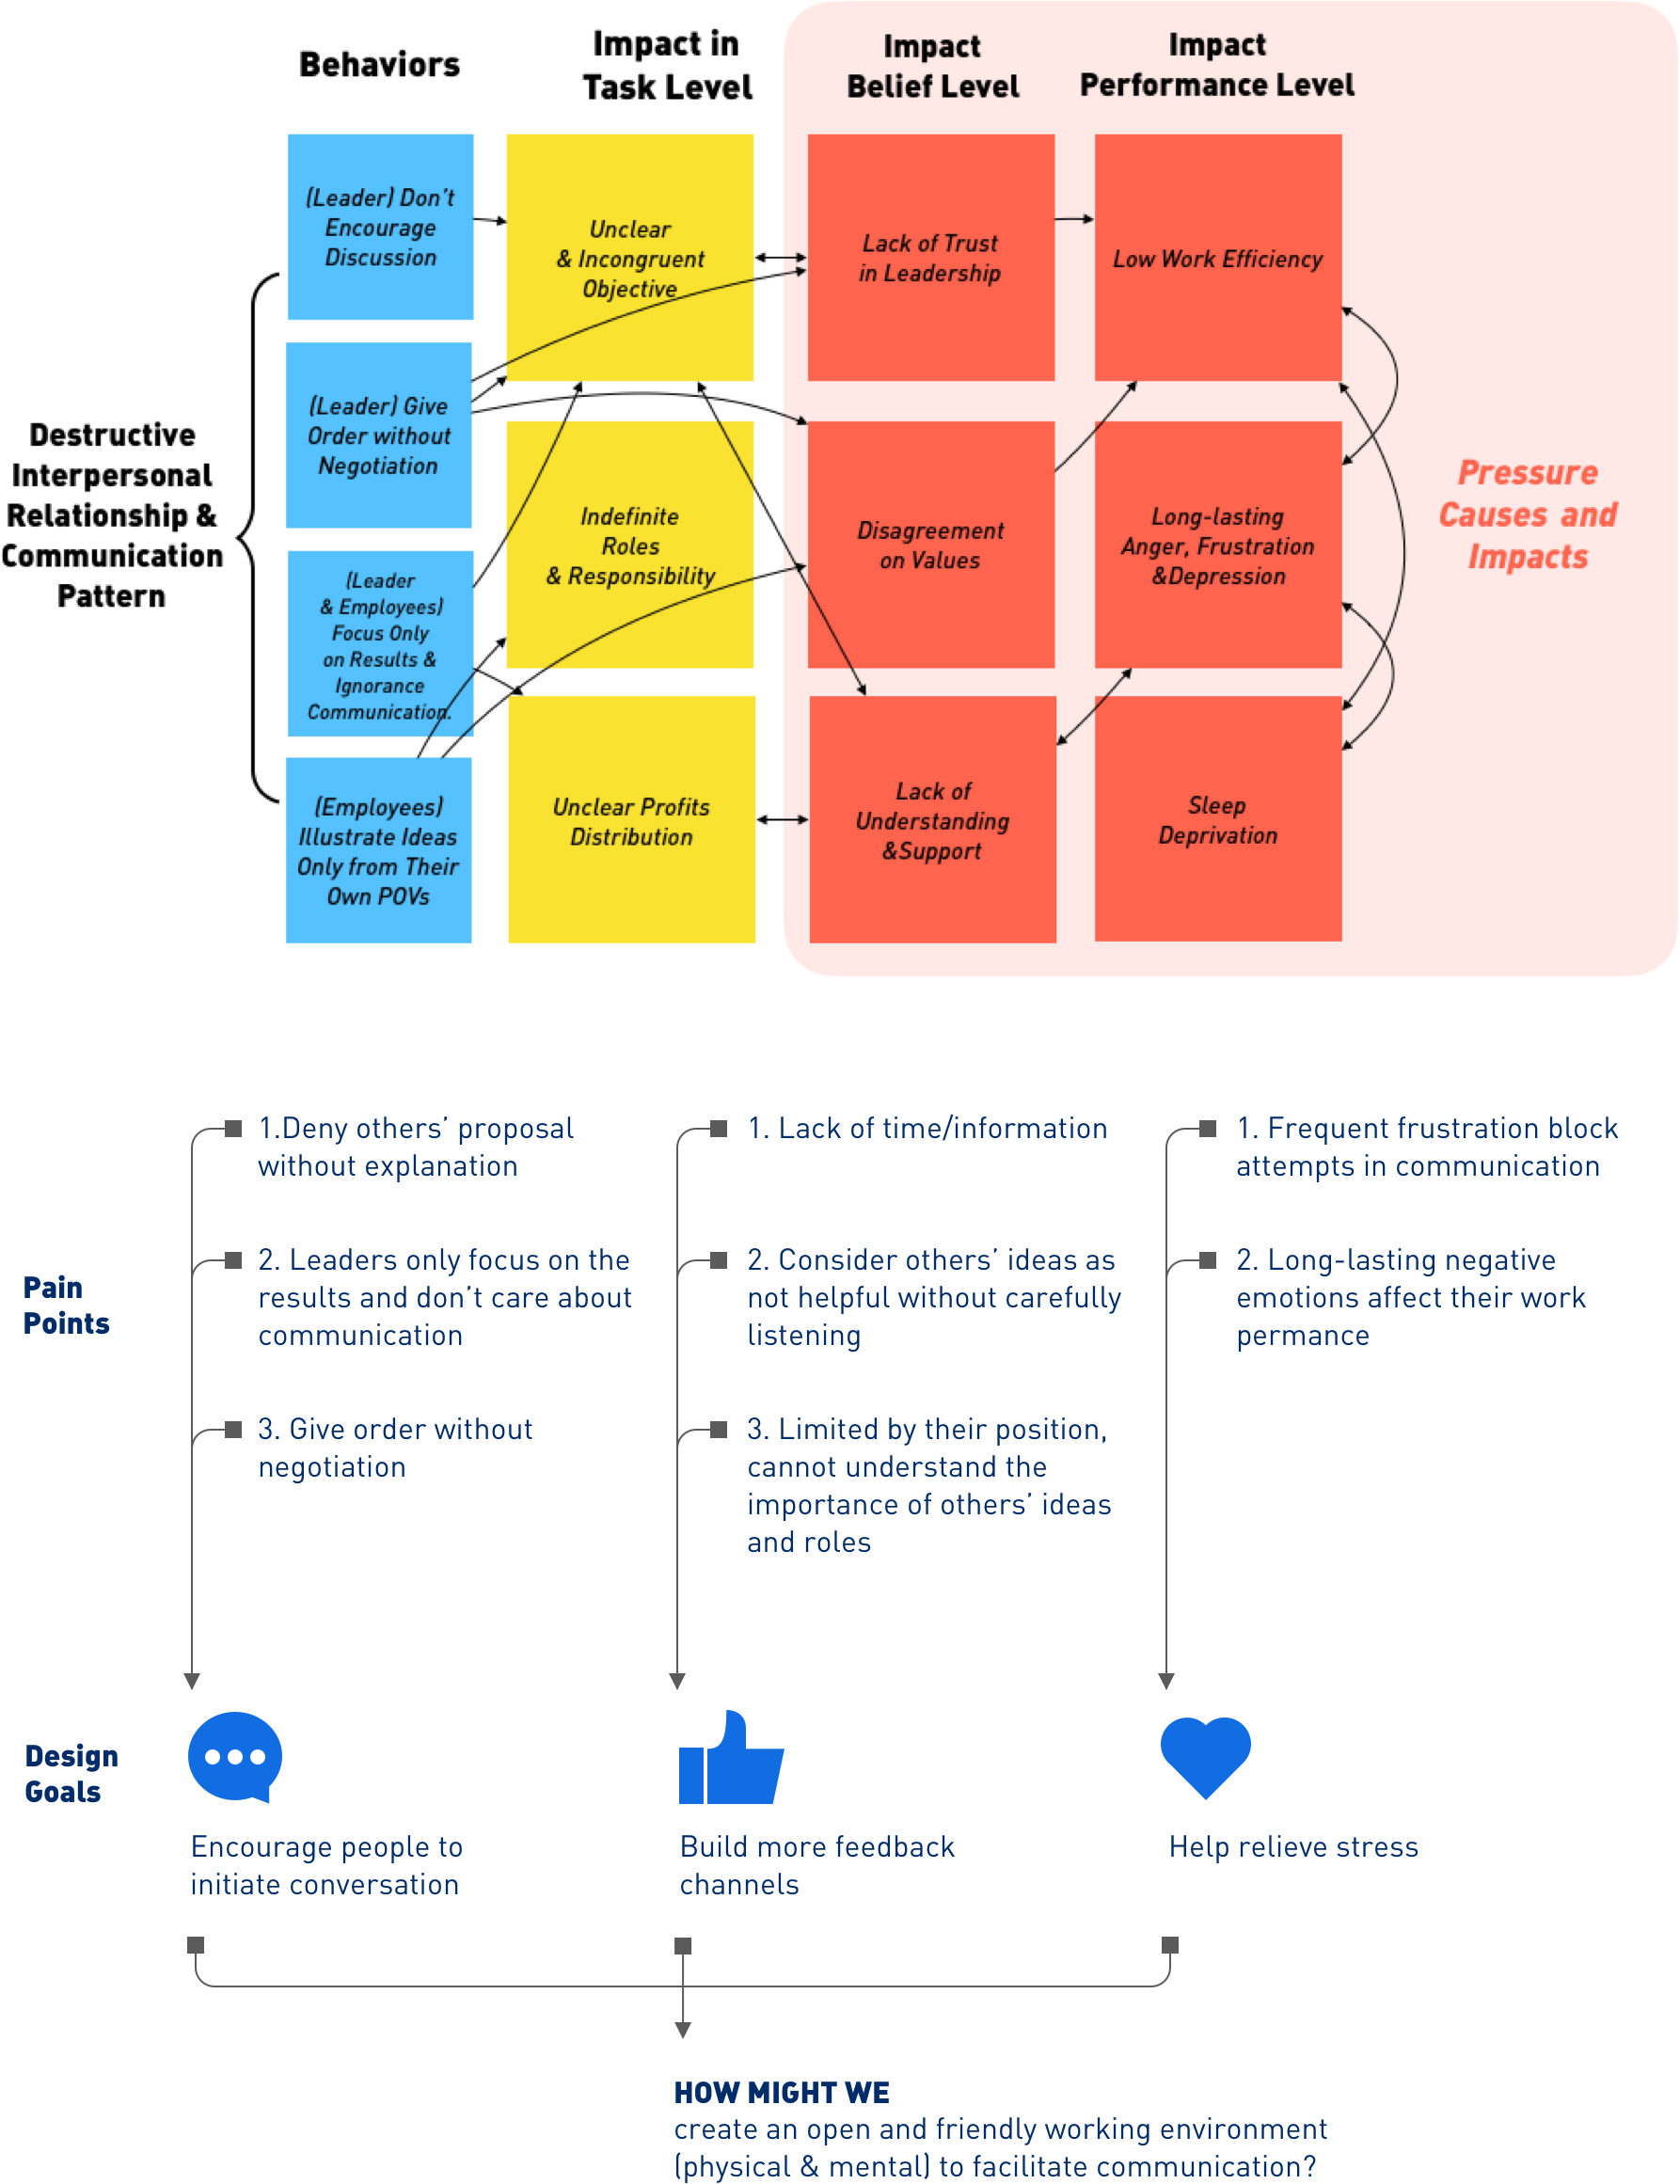 Behaviors
Impact in
Task Level
Impact
Belief Level
Impact
Performance Level
Destructive
Interpersonal
Relationship &
Communication
Pattern
(Leader) Don't
Encourage
Discussion
(Leader) Give
Order without
Negotiation
(Leader
& Employees)
Focus Only
on Results &
Ignorance
Communication.
(Employees)
Illustrate Ideas
Only from Their
Own POVs
Unclear
& Incongruent
Objective
Indefinite
Roles
& Responsibility
Unclear Profits
Distribution
Lack of Trust
in Leadership
Disagreement
on Values
Lack of
Understanding
&Support
Low Work Efficiency
Long-lasting
Anger, Frustration
&Depression
Sleep
Deprivation
Pressure
Causes and
Impacts
Pain
Points
1.Deny others’ proposal
without explanation
2. Leaders only focus on the
results and don’t care about
communication
3. Give order without
negotiation
1. Lack of time/information
2. Consider others’ ideas as
not helpful without carefully
listening
3. Limited by their position,
cannot understand the
importance of others’ ideas
and roles
1. Frequent frustration block
attempts in communication
2. Long-lasting negative
emotions affect their work
permance
Design
Goals
Encourage people to
initiate conversation
Build more feedback
channels
Help relieve stress
HOW MIGHT WE
create an open and friendly working environment
(physical & mental) to facilitate communication?